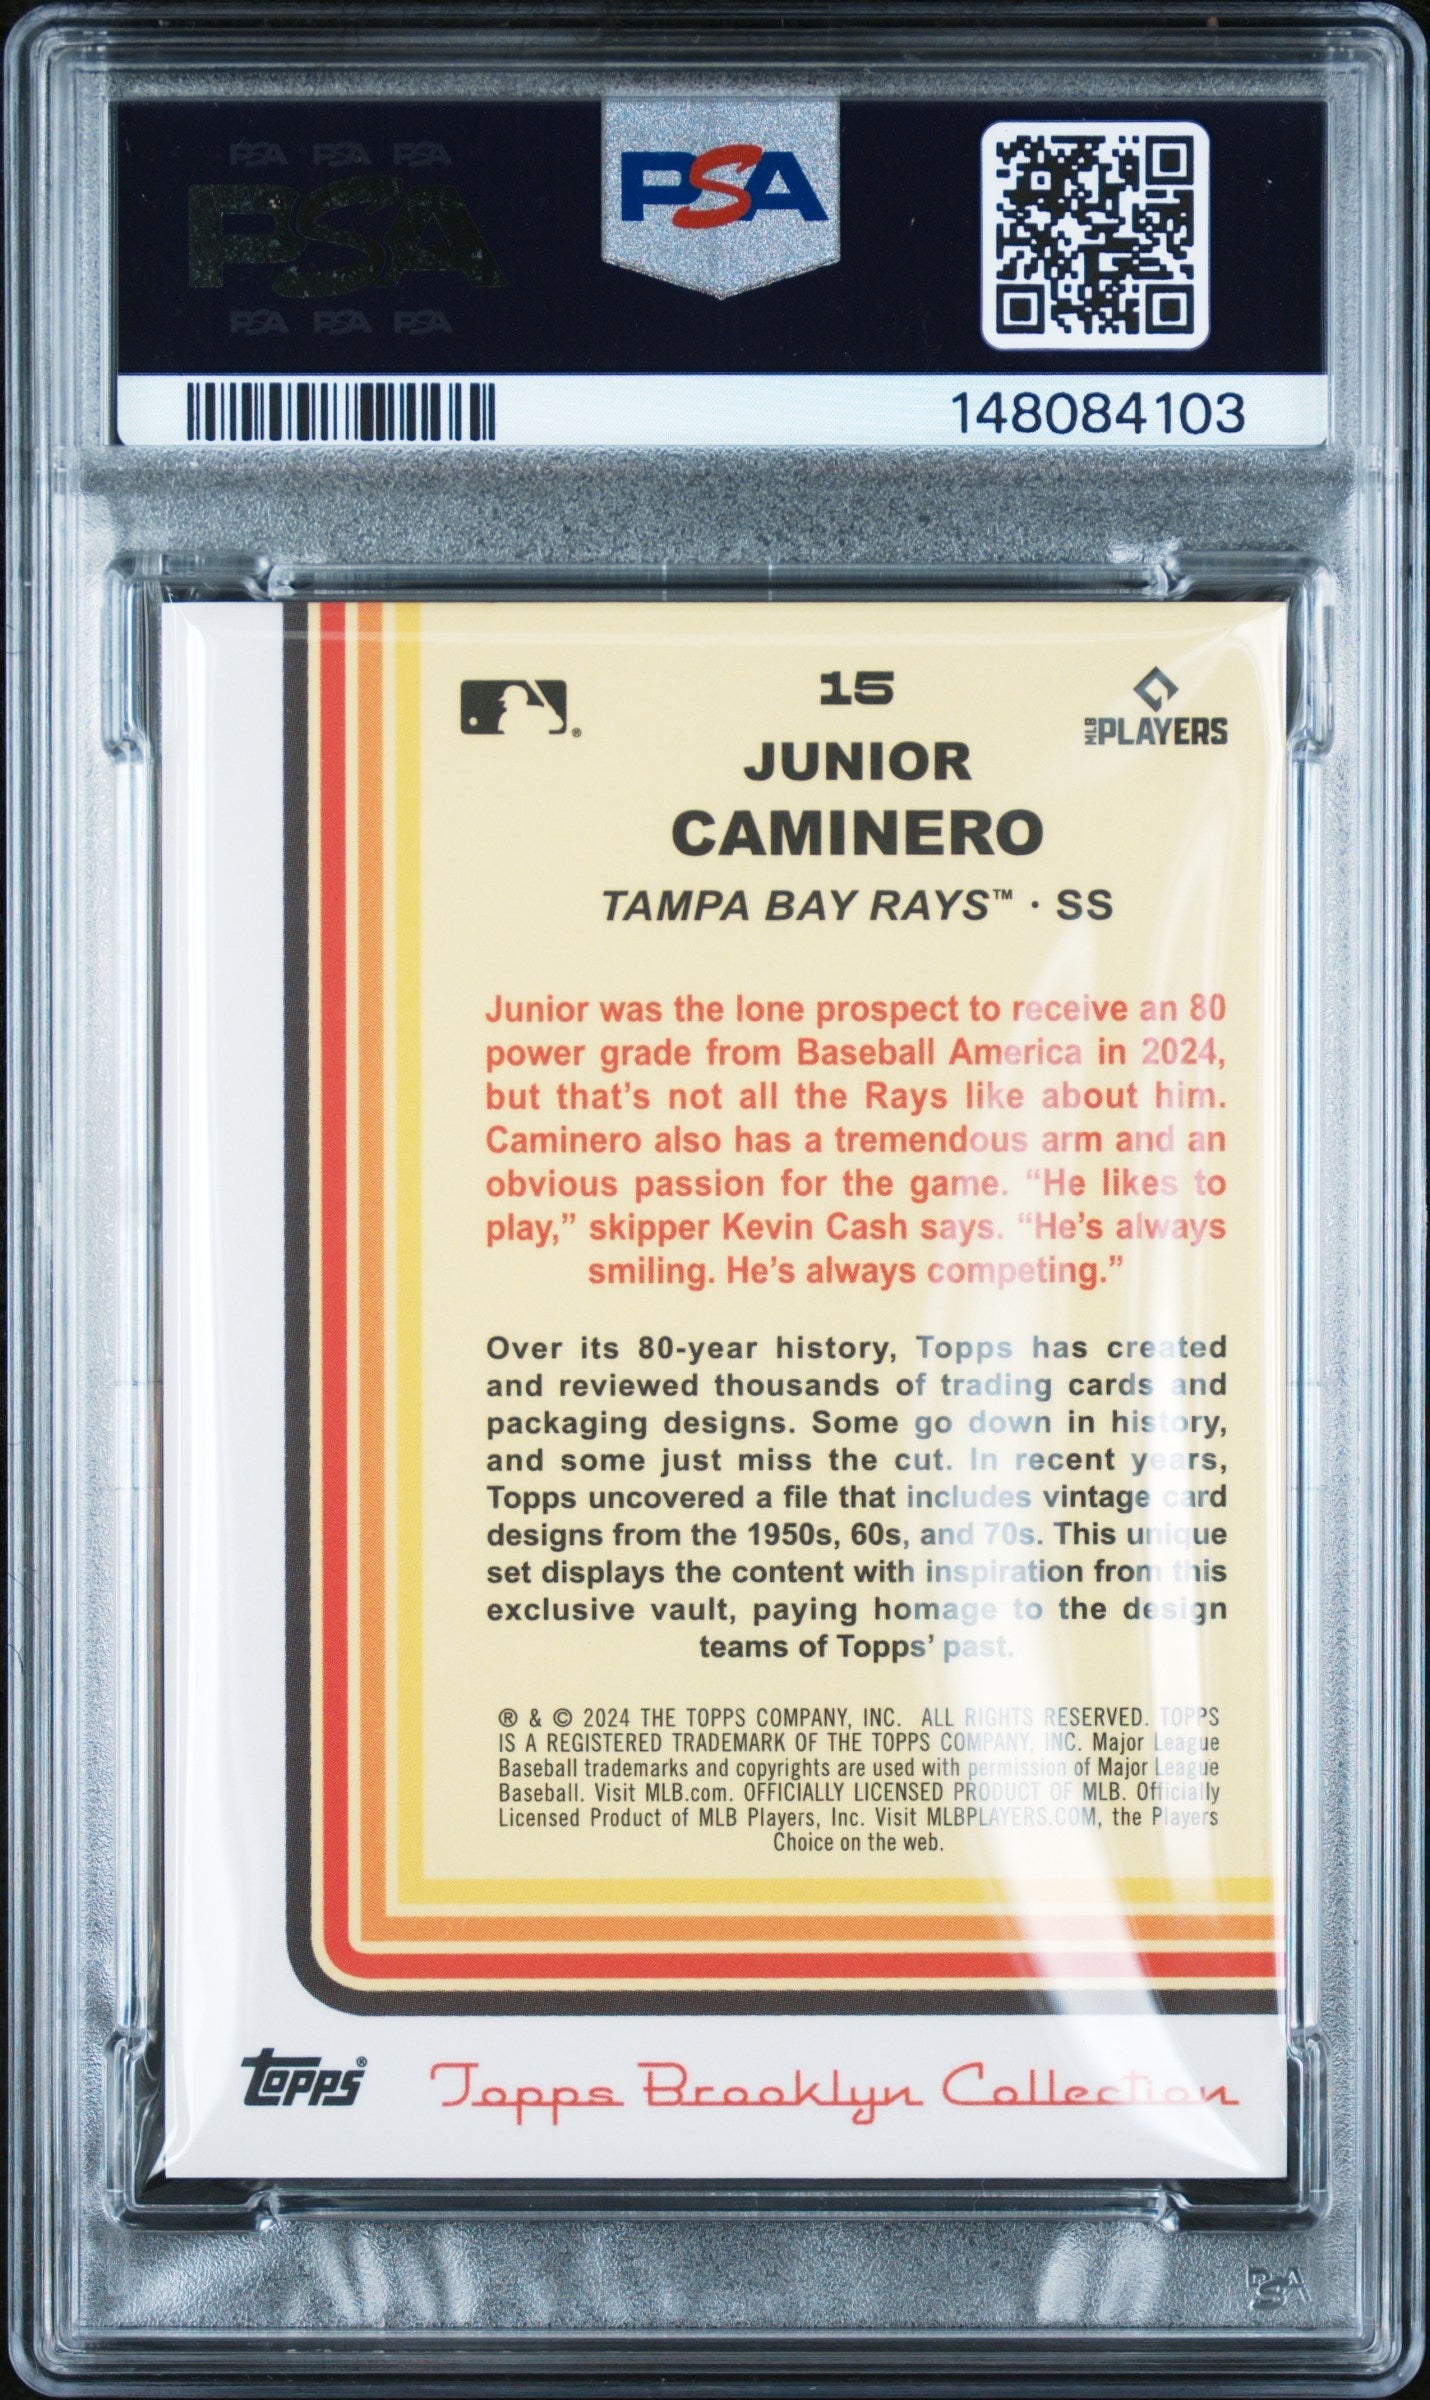 PSA PSA PSA
PSA
PSA PSA PSA
PSA
148084103
15
MLB PLAYERS
JUNIOR
CAMINERO
TAMPA BAY RAYS™ · SS
Junior was the lone prospect to receive an 80
power grade from Baseball America in 2024,
but that's not all the Rays like about him.
Caminero also has a tremendous arm and an
obvious passion for the game. “He likes to
play,” skipper Kevin Cash says. “He's always
smiling. He's always competing.”
Over its 80-year history, Topps has created
and reviewed thousands of trading cards and
packaging designs. Some go down in history,
and some just miss the cut. In recent years,
Topps uncovered a file that includes vintage card
designs from the 1950s, 60s, and 70s. This unique
set displays the content with inspiration from this
exclusive vault, paying homage to the design
teams of Topps' past.
® & © 2024 THE TOPPS COMPANY, INC. ALL RIGHTS RESERVED. TOPPS
IS A REGISTERED TRADEMARK OF THE TOPPS COMPANY, INC. Major League
Baseball trademarks and copyrights are used with permission of Major League
Baseball. Visit MLB.com. OFFICIALLY LICENSED PRODUCT OF MLB. Officially
Licensed Product of MLB Players, Inc. Visit MLBPLAYERS.COM, the Players
Choice on the web.
Topps® Topps Brooklyn Collection
PSA